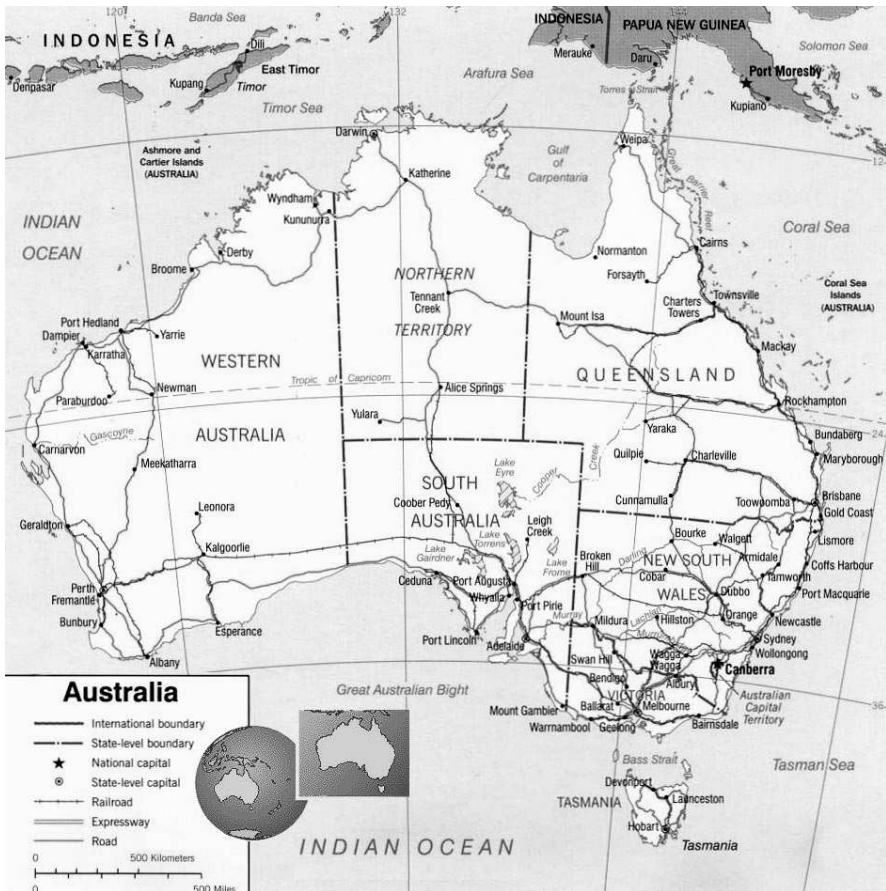 120
Banda Sea
132
INDONESIA
PAPUA NEW GUINEA
144
INDONESIA
Dili
East Timor
Timor
Kupang
Denpasar
Merauke
Daru
Solomon Sea
Port Moresby
Kupiano
Arafura Sea
Timor Sea
Torres Strait
Darwin
Weipa
Ashmore and
Cartier Islands
(AUSTRALIA)
Gulf
of
Carpentaria
Great Barrier Reef
12
Katherine
Wyndham
Kununurra
INDIAN
OCEAN
Coral Sea
Derby
Broome
Normanton
Cairns
Forsayth
NORTHERN
TERRITORY
Tennant
Creek
Coral Sea
Islands
(AUSTRALIA)
Townsville
Charters
Towers
Mount Isa
Port Hedland
Dampier
Karratha
Yarrie
Mackay
WESTERN
AUSTRALIA
QUEENSLAND
Tropic of Capricorn
Newman
Paraburdoo
Alice Springs
Rockhampton
Yulara
Yaraka
24
Gascoyne
Carnarvon
Bundaberg
Maryborough
Meekatharra
Quilpie
Charleville
Lake
Eyre
Cooper
Creek
SOUTH
AUSTRALIA
Coober Pedy
Cunnamulla
Toowoomba
Brisbane
Gold Coast
Leonora
Geraldton
Leigh
Creek
Lake
Torrens
Bourke
Walgett
Lismore
Kalgoorlie
Lake
Gairdner
Lake
Frome
Broken
Hill
Darling
NEW SOUTH
WALES
Armidale
Coffs Harbour
Cobar
Tamworth
Perth
Fremantle
Ceduna
Port Augusta
Whyalla
Port Pirie
Dubbo
Port Macquarie
Bunbury
Esperance
Murray
Mildura
Lachlan
Hillston
Orange
Newcastle
Port Lincoln
Adelaide
Sydney
Wollongong
Albany
Swan Hill
Wagga
Wagga
Canberra
Bendigo
Albury
VICTORIA
Australian
Capital
Territory
Great Australian Bight
Mount Gambier
Ballarat
Melbourne
36
Warrnambool
Geelong
Bairnsdale
Bass Strait
Tasman Sea
Devonport
TASMANIA
Launceston
Hobart
Tasmania
INDIAN OCEAN
Australia
International boundary
State-level boundary
National capital
State-level capital
Railroad
Expressway
Road
0 500 Kilometers
0 500 Miles